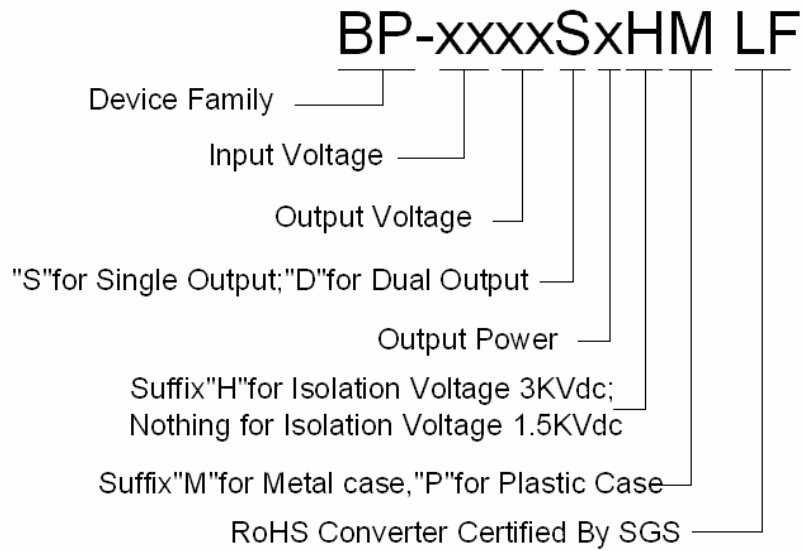 BP-xxxxSxHM LF
Device Family
Input Voltage
Output Voltage
"S"for Single Output;"D"for Dual Output
Output Power
Suffix"H"for Isolation Voltage 3KVdc;
Nothing for Isolation Voltage 1.5KVdc
Suffix"M"for Metal case,"P"for Plastic Case
RoHS Converter Certified By SGS